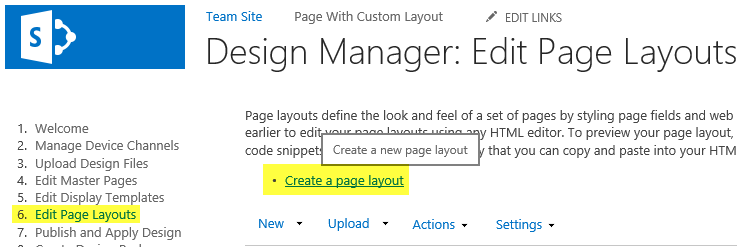 Team Site Page With Custom Layout EDIT LINKS
S
Design Manager: Edit Page Layouts
Page layouts define the look and feel of a set of pages by styling page fields and web
earlier to edit your page layouts using any HTML editor. To preview your page layout,
code snippets y that you can copy and paste into your HTM
Create a new page layout
• Create a page layout
1. Welcome
2. Manage Device Channels
3. Upload Design Files
4. Edit Master Pages
5. Edit Display Templates
6. Edit Page Layouts
7. Publish and Apply Design
New Upload Actions Settings